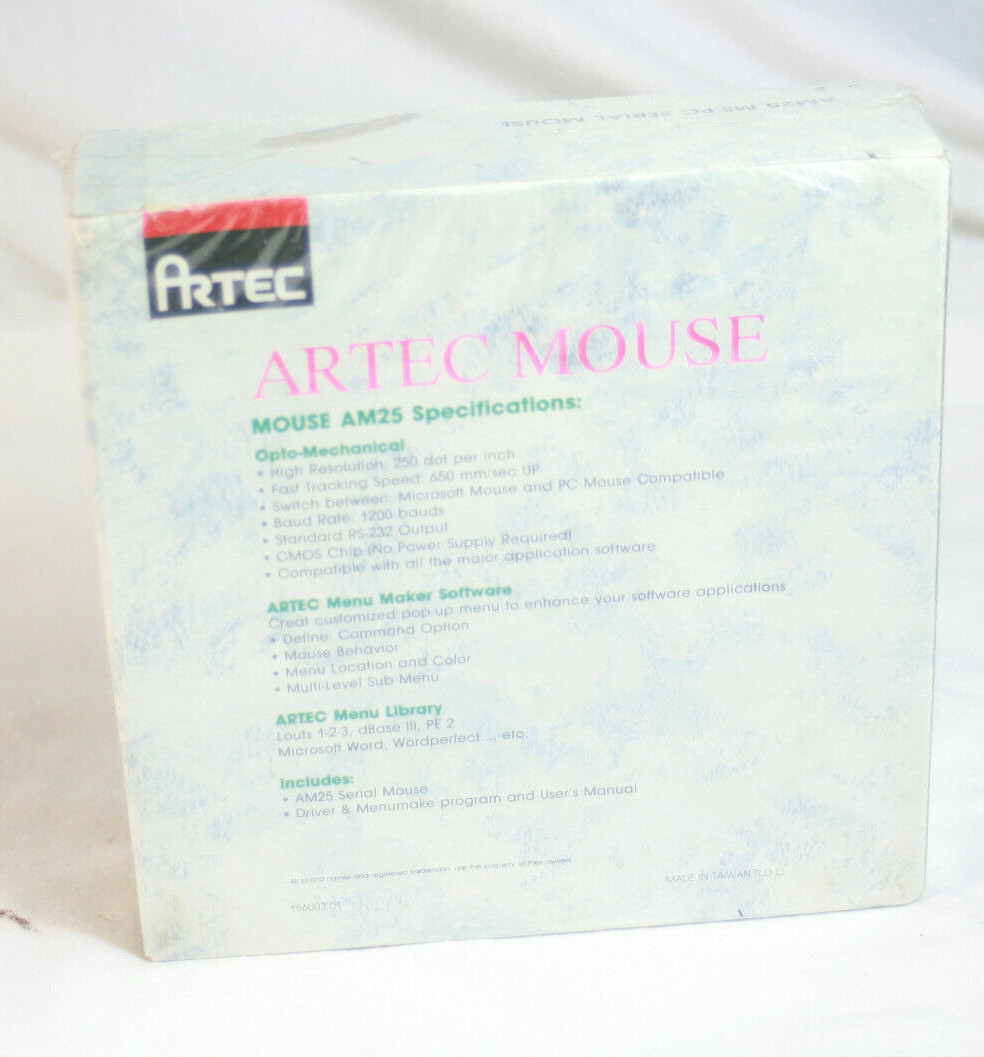 AM25 MS/PC SERIAL MOUSE
ARTEC
ARTEC MOUSE
MOUSE AM25 Specifications:
Opto-Mechanical
• High Resolution: 250 dot per inch
• Fast Tracking Speed: 650 mm/sec UP
• Switch between: Microsoft Mouse and PC Mouse Compatible
• Baud Rate: 1200 bauds
• Standard RS-232 Output
• CMOS Chip (No Power Supply Required)
• Compatible with all the major application software
ARTEC Menu Maker Software
Creat customized pop-up menu to enhance your software applications
• Define: Command Option
• Mouse Behavior
• Menu Location and Color
• Multi-Level Sub Menu
ARTEC Menu Library
Louts 1-2-3, dBase III, PE 2
Microsoft Word, Wordperfect ... etc.
Includes:
• AM25 Serial Mouse
• Driver & Menumake program and User's Manual
All brand names and registered trademarks are the property of their owners
MADE IN TAIWAN R.O.C.
156003 01